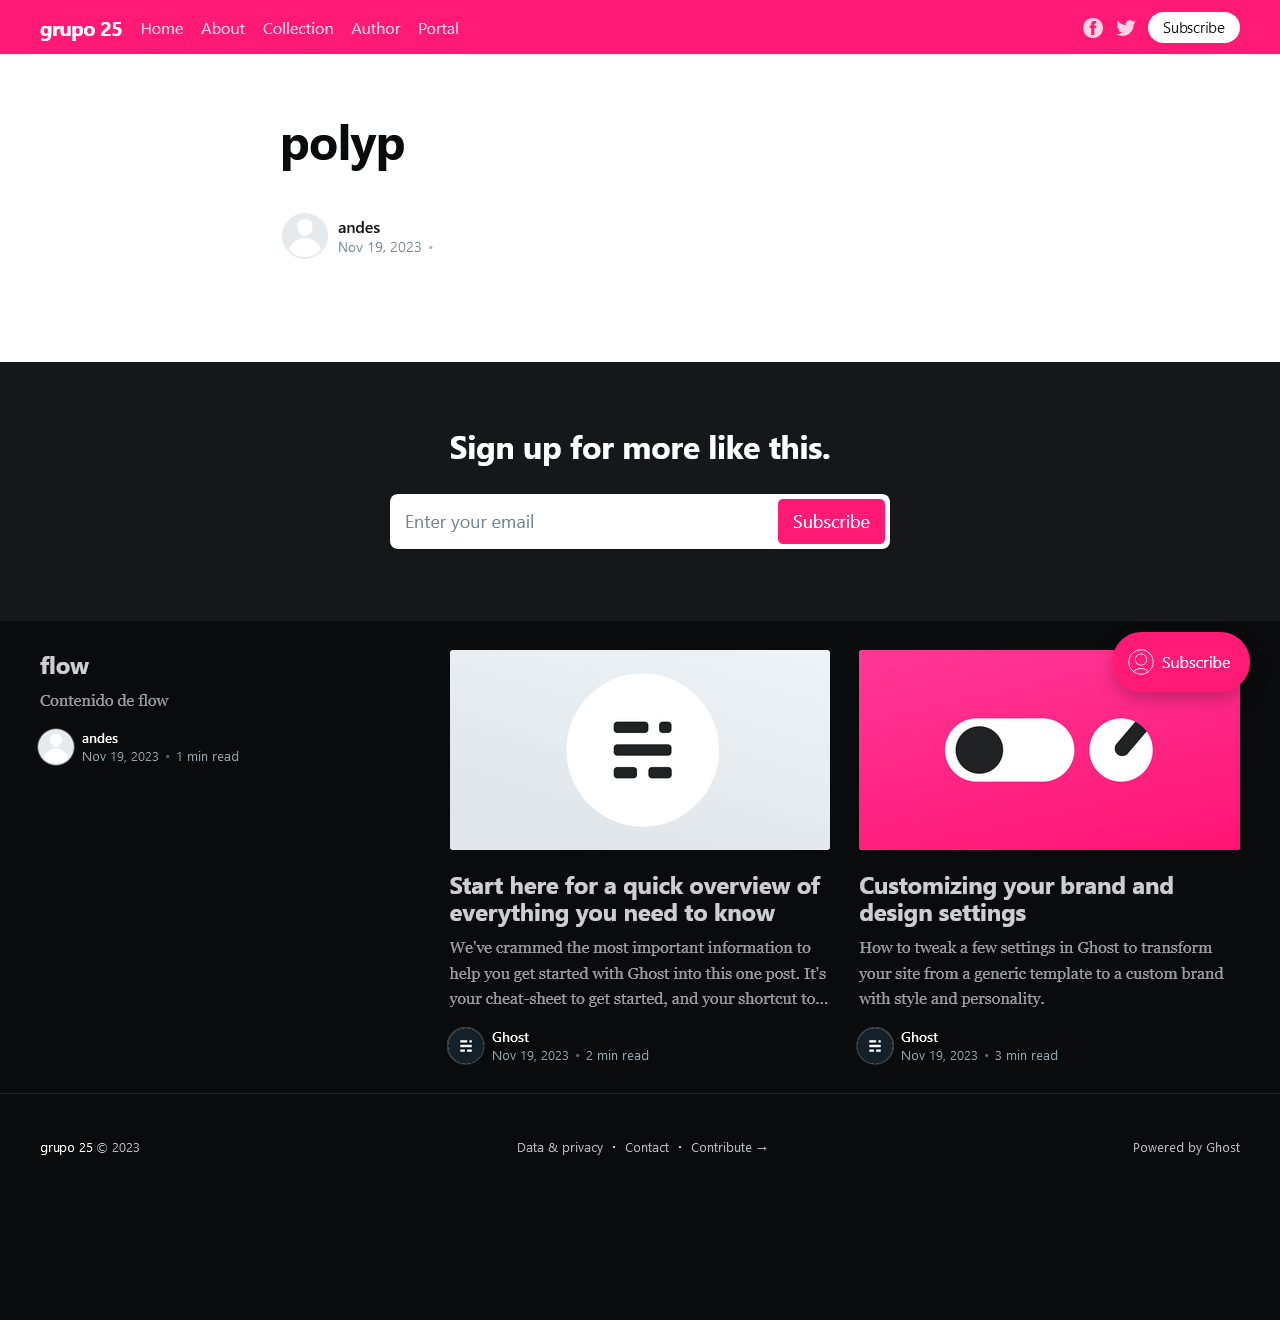 grupo 25 Home About Collection Author Portal Subscribe
polyp
andes
Nov 19, 2023 •
Sign up for more like this.
Enter your email Subscribe
Subscribe
flow
Contenido de flow
andes
Nov 19, 2023 • 1 min read
Start here for a quick overview of
everything you need to know
We've crammed the most important information to
help you get started with Ghost into this one post. It's
your cheat-sheet to get started, and your shortcut to...
Ghost
Nov 19, 2023 • 2 min read
Customizing your brand and
design settings
How to tweak a few settings in Ghost to transform
your site from a generic template to a custom brand
with style and personality.
Ghost
Nov 19, 2023 • 3 min read
grupo 25 © 2023
Data & privacy • Contact • Contribute →
Powered by Ghost